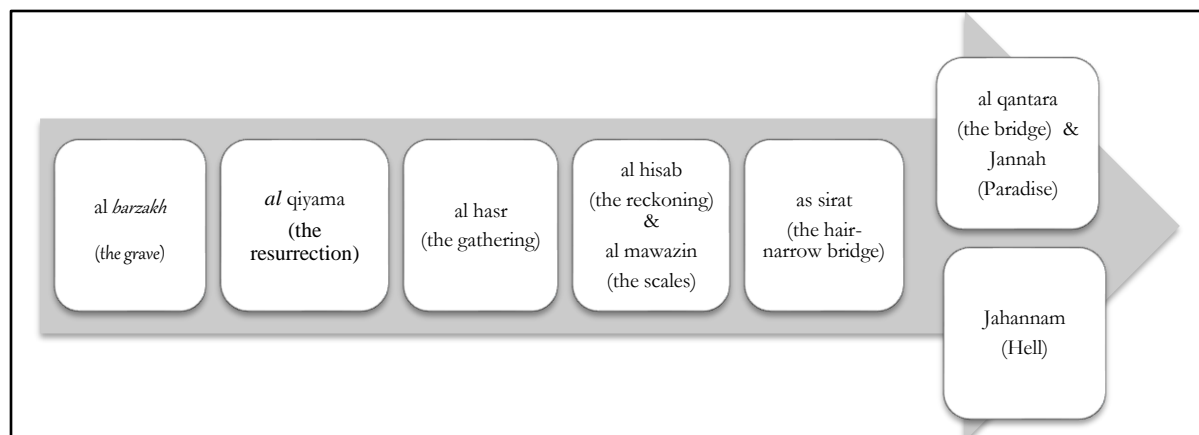 al barzakh
(the grave)
al qiyama
(the
resurrection)
al hasr
(the gathering)
al hisab
(the reckoning)
&
al mawazin
(the scales)
as sirat
(the hair-
narrow bridge)
al qantara
(the bridge) &
Jannah
(Paradise)
Jahannam
(Hell)